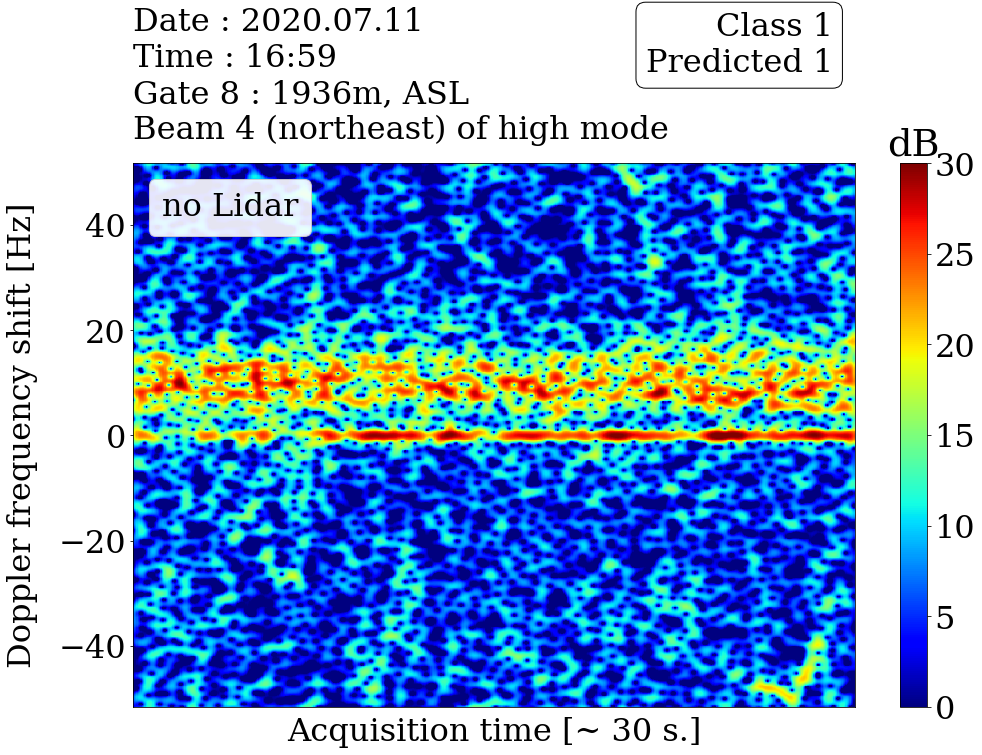 Date : 2020.07.11
Time : 16:59
Gate 8 : 1936m, ASL
Beam 4 (northeast) of high mode
Class 1
Predicted 1
dB
no Lidar
Doppler frequency shift [Hz]
40
20
0
−20
−40
30
25
20
15
10
5
0
Acquisition time [~ 30 s.]